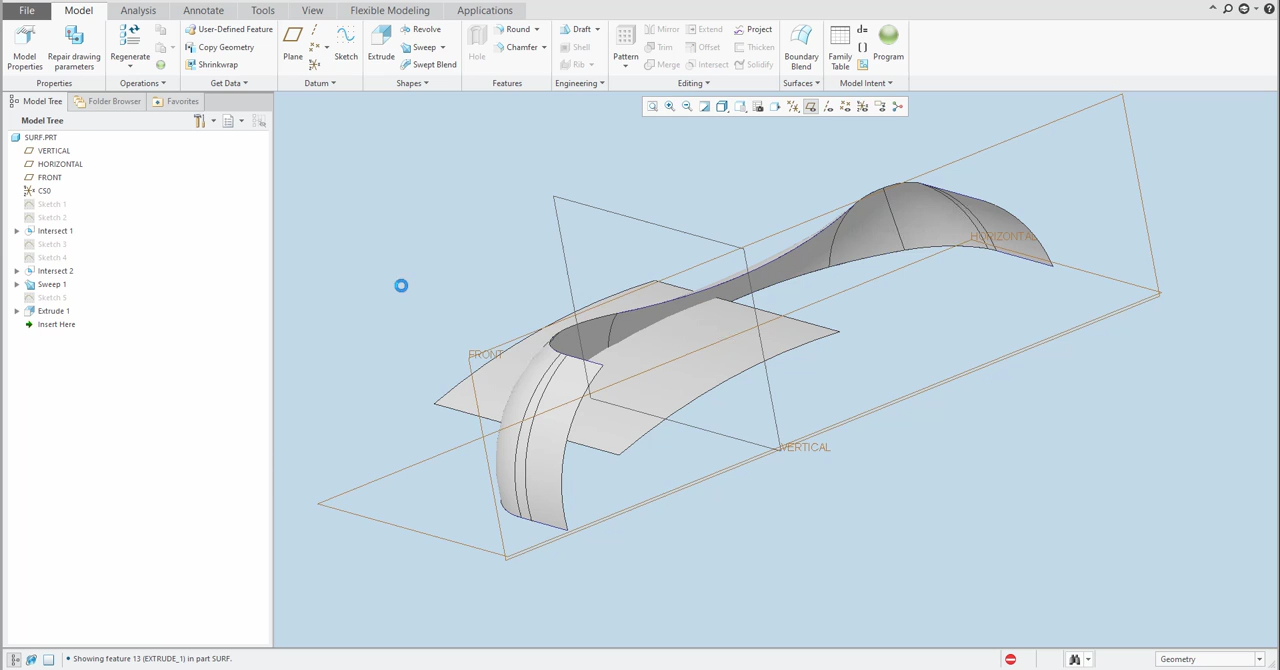 File Model Analysis Annotate Tools View Flexible Modeling Applications
Model Properties
Repair drawing parameters
Properties
Regenerate
Operations
User-Defined Feature
Copy Geometry
Shrinkwrap
Get Data
Plane
Sketch
Datum
Extrude
Revolve
Sweep
Swept Blend
Shapes
Hole
Round
Chamfer
Features
Draft
Shell
Rib
Engineering
Pattern
Mirror Extend Project
Trim Offset Thicken
Merge Intersect Solidify
Editing
Boundary Blend
Surfaces
Family Table
d=
[ ]
Program
Model Intent
Model Tree Folder Browser Favorites
Model Tree
SURF.PRT
VERTICAL
HORIZONTAL
FRONT
CS0
Sketch 1
Sketch 2
Intersect 1
Sketch 3
Sketch 4
Intersect 2
Sweep 1
Sketch 5
Extrude 1
Insert Here
HORIZONTAL
FRONT
VERTICAL
• Showing feature 13 (EXTRUDE_1) in part SURF.
Geometry